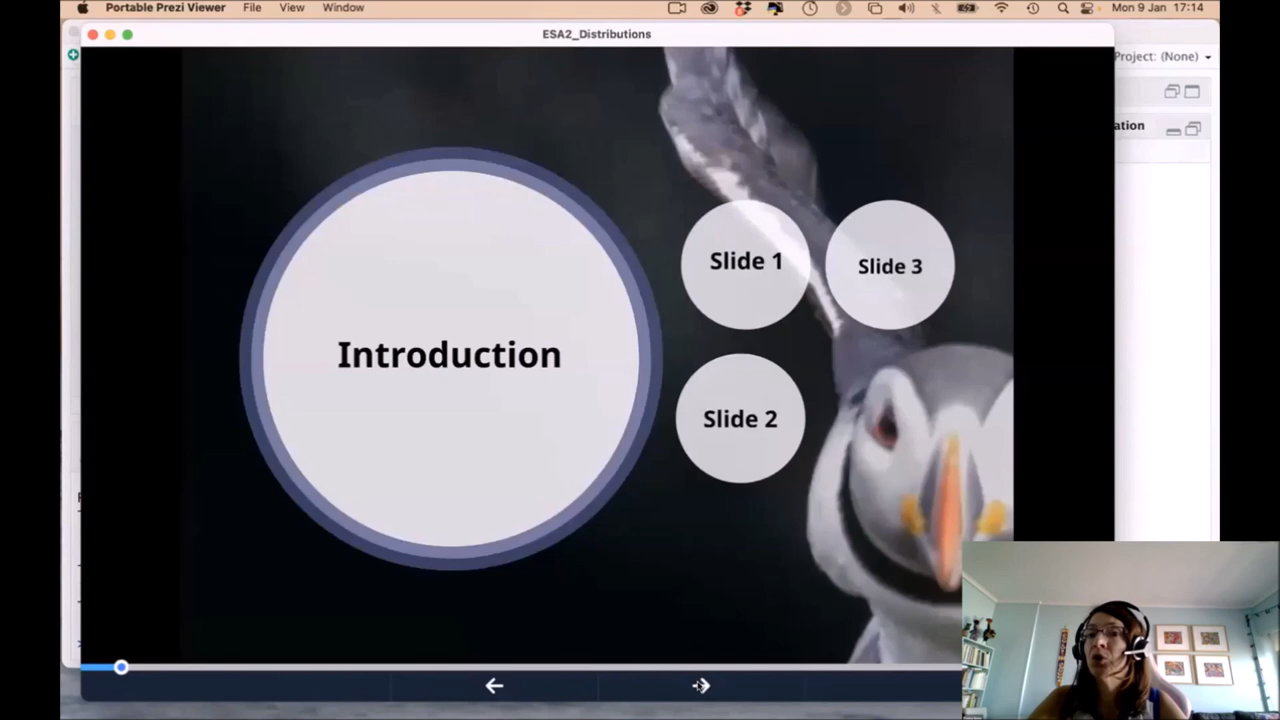 Portable Prezi Viewer File View Window Mon 9 Jan 17:14
ESA2_Distributions
Project: (None)
ation
Slide 1
Slide 3
Introduction
Slide 2